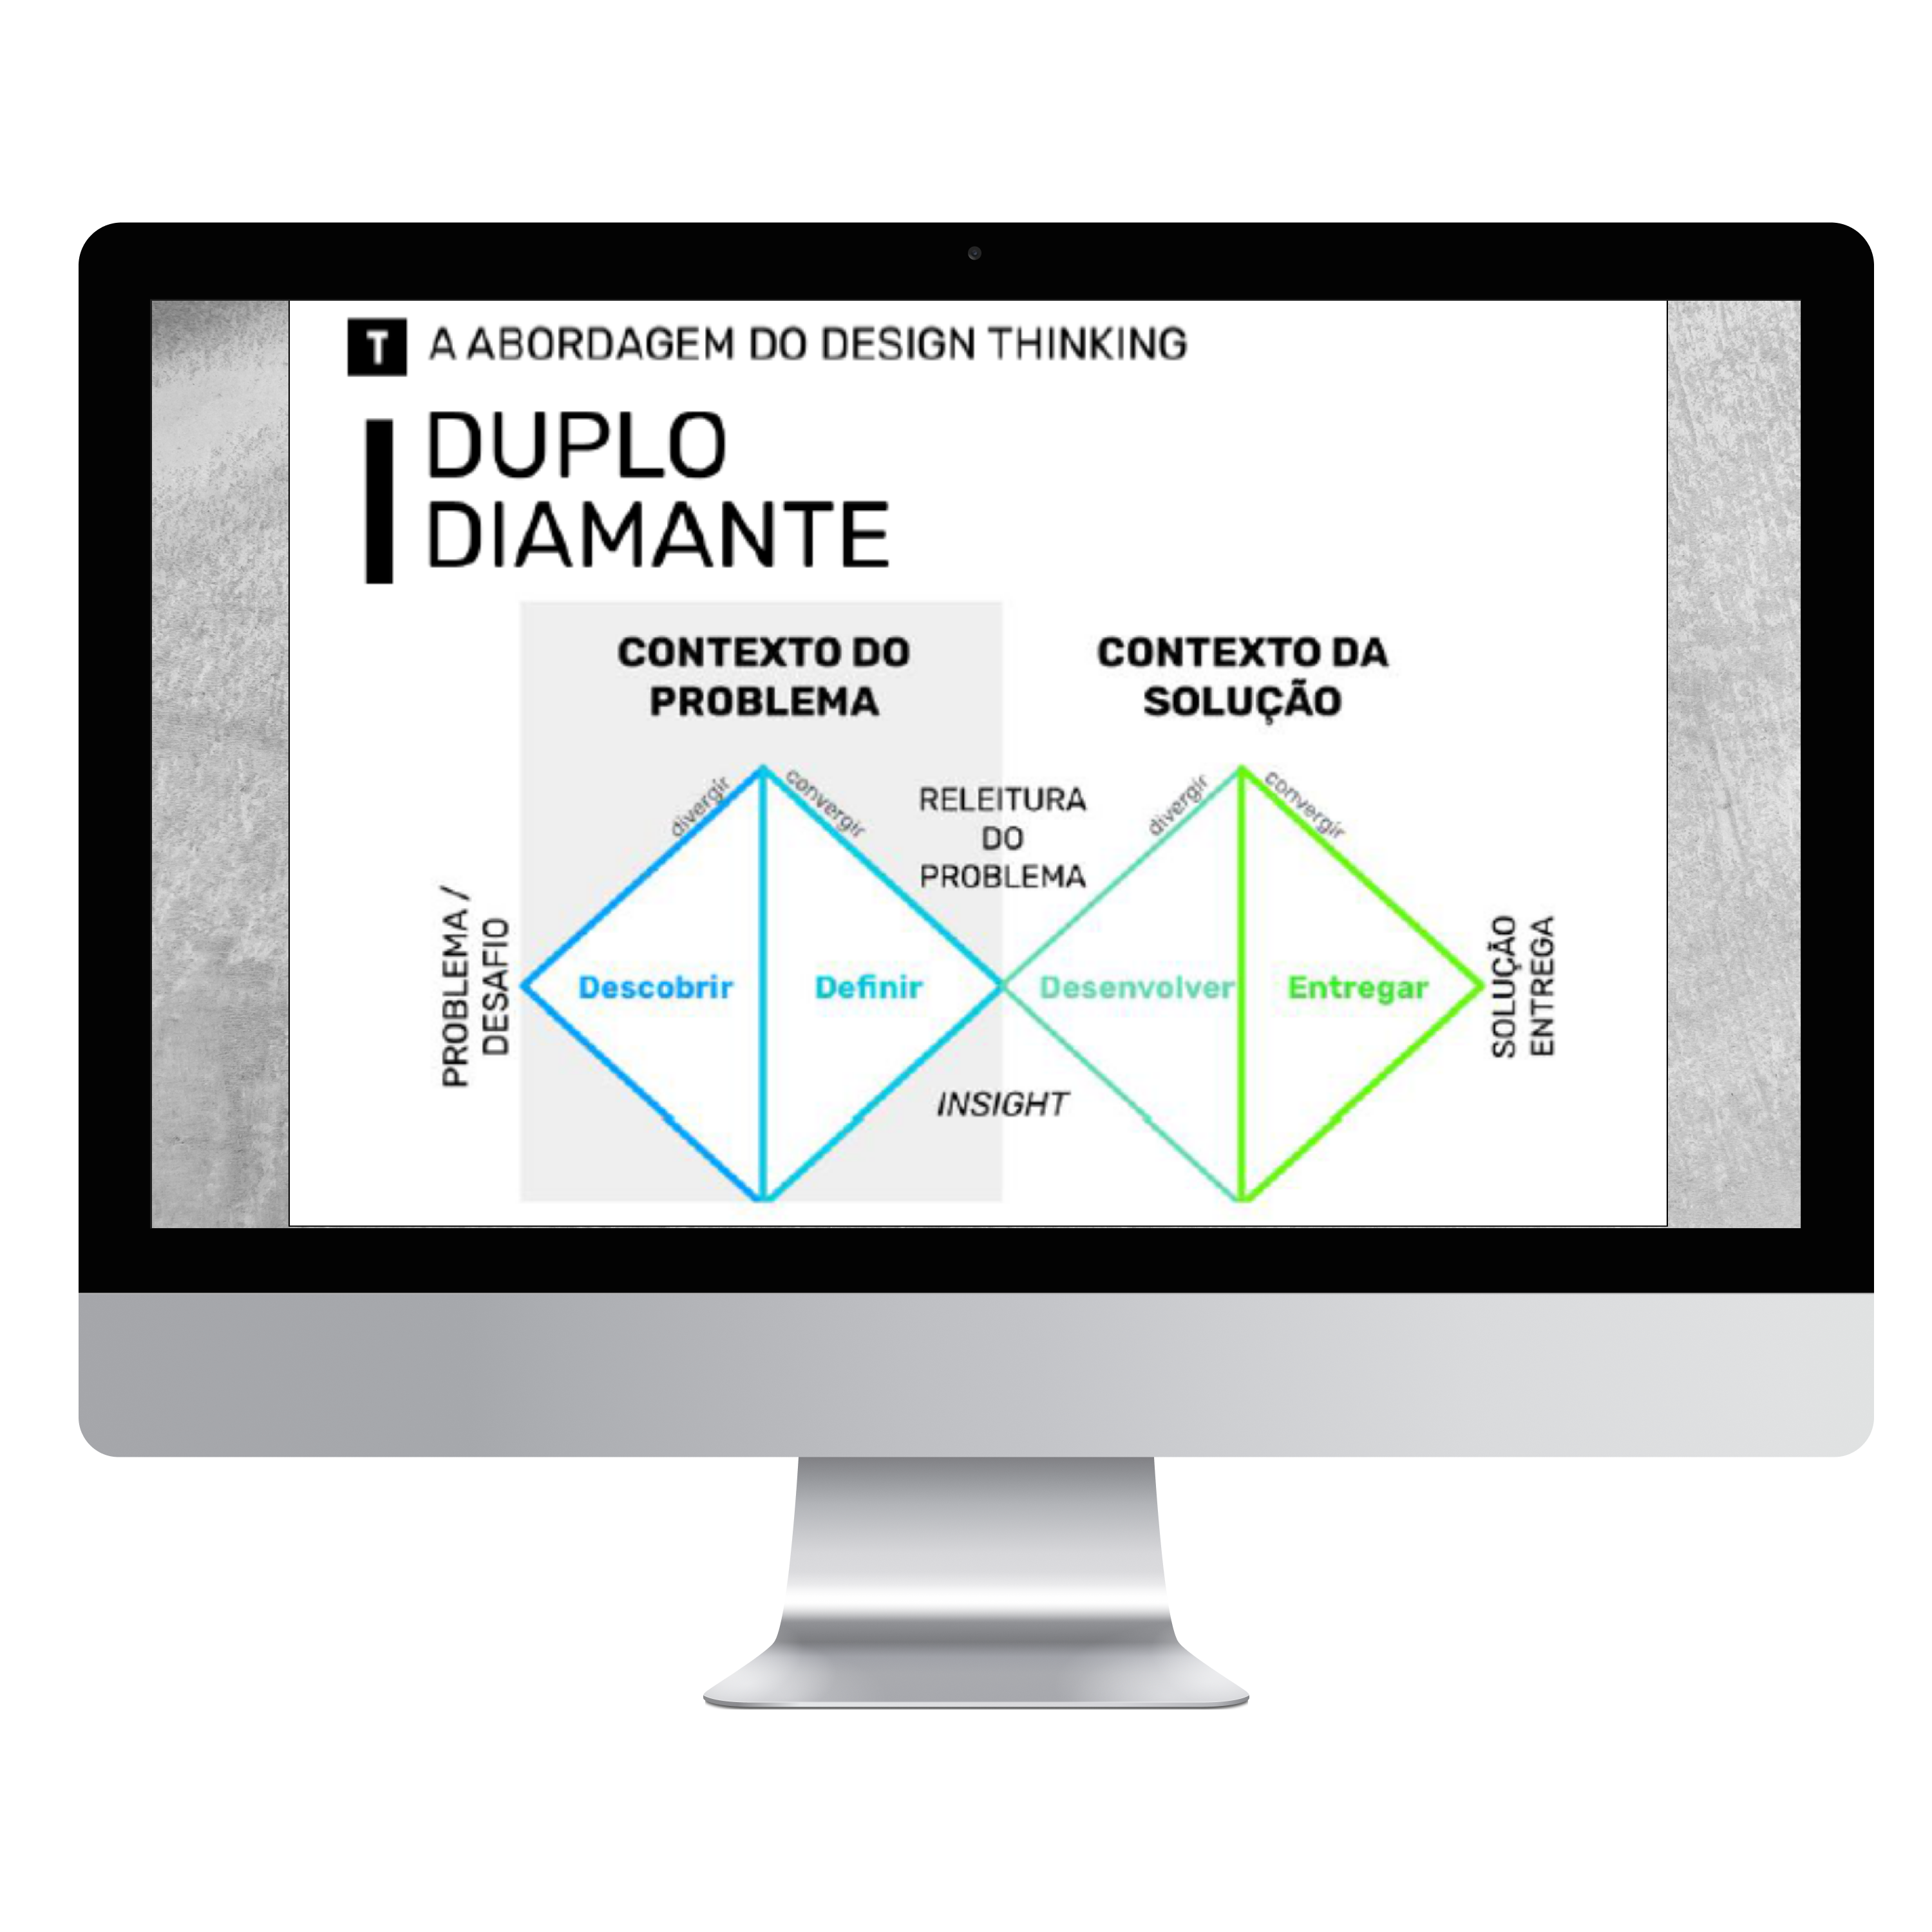 T
A ABORDAGEM DO DESIGN THINKING
DUPLO
DIAMANTE
CONTEXTO DO
PROBLEMA
CONTEXTO DA
SOLUÇÃO
divergir
convergir
RELEITURA
DO
PROBLEMA
divergir
convergir
PROBLEMA /
DESAFIO
Descobrir
Definir
Desenvolver
Entregar
SOLUÇÃO
ENTREGA
INSIGHT